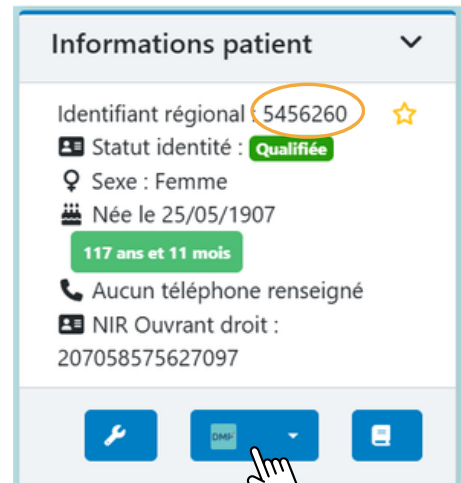 Informations patient
Identifiant régional : 5456260
Statut identité : Qualifiée
Sexe : Femme
Née le 25/05/1907
117 ans et 11 mois
Aucun téléphone renseigné
NIR Ouvrant droit :
207058575627097
DMP